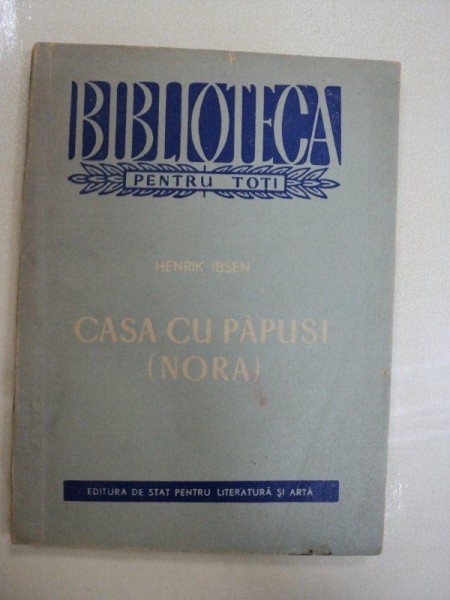 BIBLIOTECA
PENTRU TOȚI
HENRIK IBSEN
CASA CU PĂPUȘI
(NORA)
EDITURA DE STAT PENTRU LITERATURĂ ȘI ARTĂ